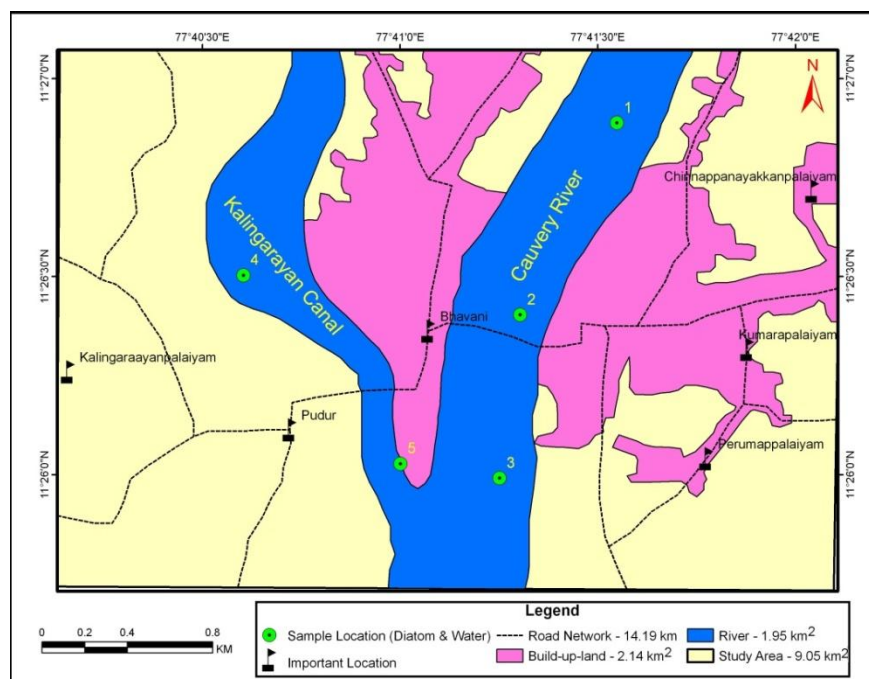 77°40'30"E
77°41'0"E
77°41'30"E
77°42'0"E
11°27'0"N
11°27'0"N
N
1
Chinnappanayakkanpalaiyam
Kalingarayan Canal
Cauvery River
4
11°26'30"N
11°26'30"N
2
Bhavani
Kumarapalaiyam
Kalingaraayanpalaiyam
Pudur
Perumappalaiyam
5
3
11°26'0"N
11°26'0"N
Legend
0 0.2 0.4 0.8
KM
Sample Location (Diatom & Water)
Road Network - 14.19 km
River - 1.95 km2
Important Location
Build-up-land - 2.14 km2
Study Area - 9.05 km2